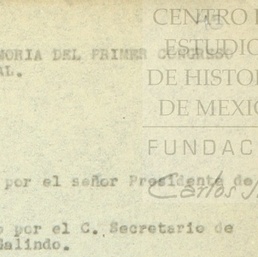 CENTRO D
ESTUDIO
DE HISTOR
DE MEXIC
FUNDAC
MORIA DEL PRIMER CONGRESO
AL.
por el señor Presidente de
Carlos
o por el C. Secretario de
Galindo.